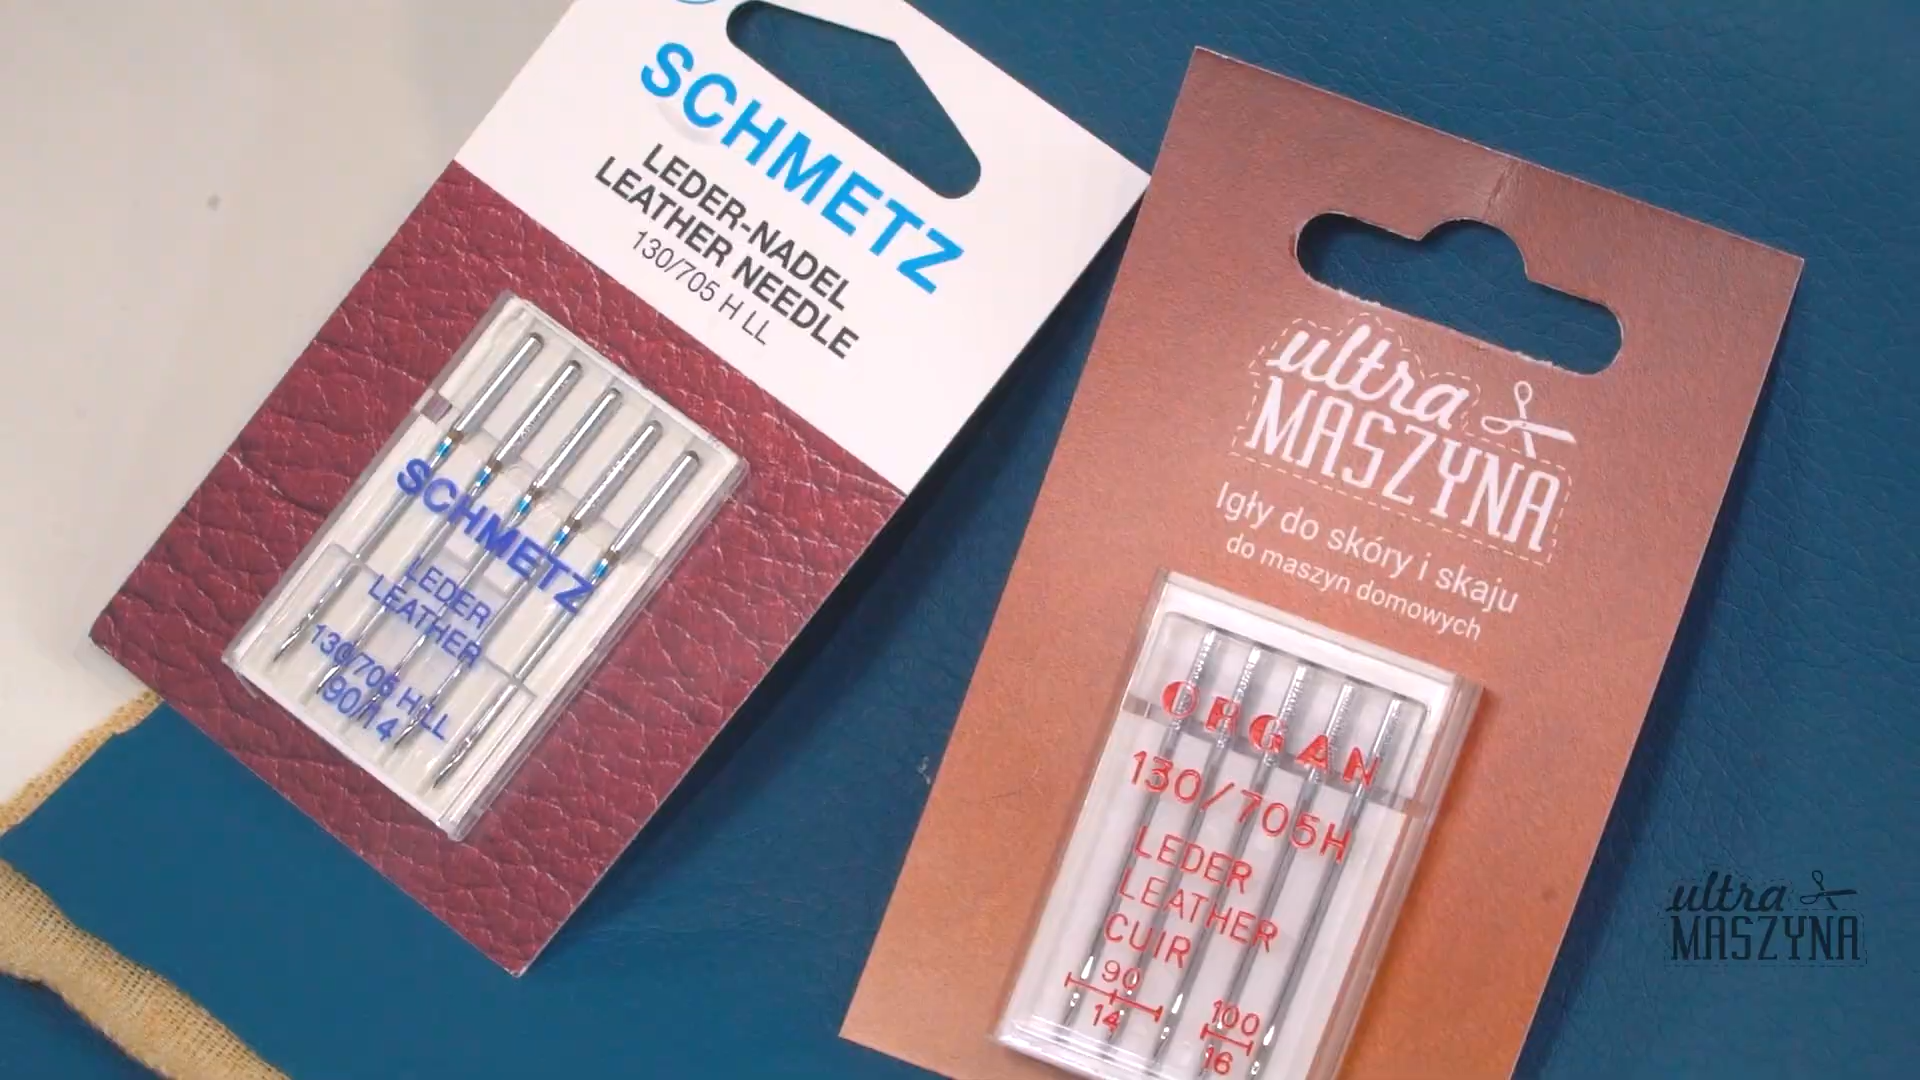 SCHMETZ
LEDER-NADEL
LEATHER NEEDLE
130/705 H LL
SCHMETZ
LEDER
LEATHER
130/705 H LL
90/14
ultra
MASZYNA
Igły do skóry i skaju
do maszyn domowych
ORGAN
130/705H
LEDER
LEATHER
CUIR
90
14
100
16
ultra
MASZYNA